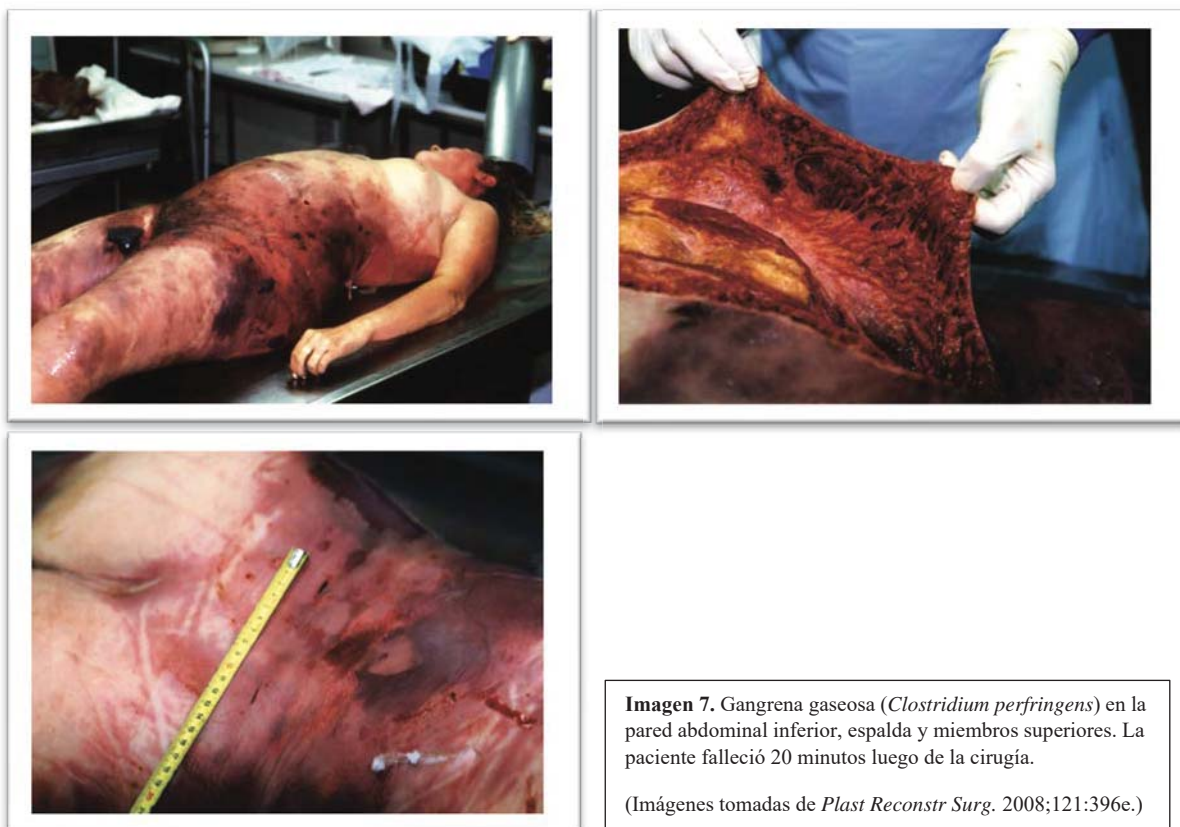 Imagen 7. Gangrena gaseosa (Clostridium perfringens) en la
pared abdominal inferior, espalda y miembros superiores. La
paciente falleció 20 minutos luego de la cirugía.
(Imágenes tomadas de Plast Reconstr Surg. 2008;121:396e.)